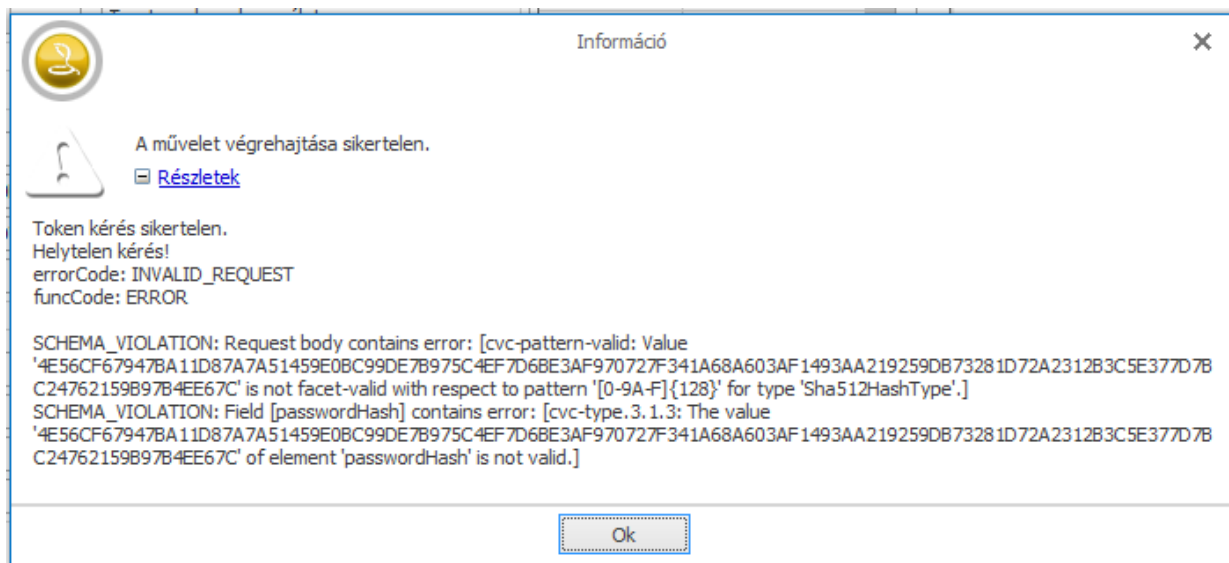 Információ
A művelet végrehajtása sikertelen.
Részletek
Token kérés sikertelen.
Helytelen kérés!
errorCode: INVALID_REQUEST
funcCode: ERROR
SCHEMA_VIOLATION: Request body contains error: [cvc-pattern-valid: Value
'4E56CF67947BA11D87A7A51459E0BC99DE7B975C4EF7D6BE3AF970727F341A68A603AF1493AA219259DB73281D72A2312B3C5E377D7B
C24762159B97B4EE67C' is not facet-valid with respect to pattern '[0-9A-F]{128}' for type 'Sha512HashType'.]
SCHEMA_VIOLATION: Field [passwordHash] contains error: [cvc-type.3.1.3: The value
'4E56CF67947BA11D87A7A51459E0BC99DE7B975C4EF7D6BE3AF970727F341A68A603AF1493AA219259DB73281D72A2312B3C5E377D7B
C24762159B97B4EE67C' of element 'passwordHash' is not valid.]
Ok